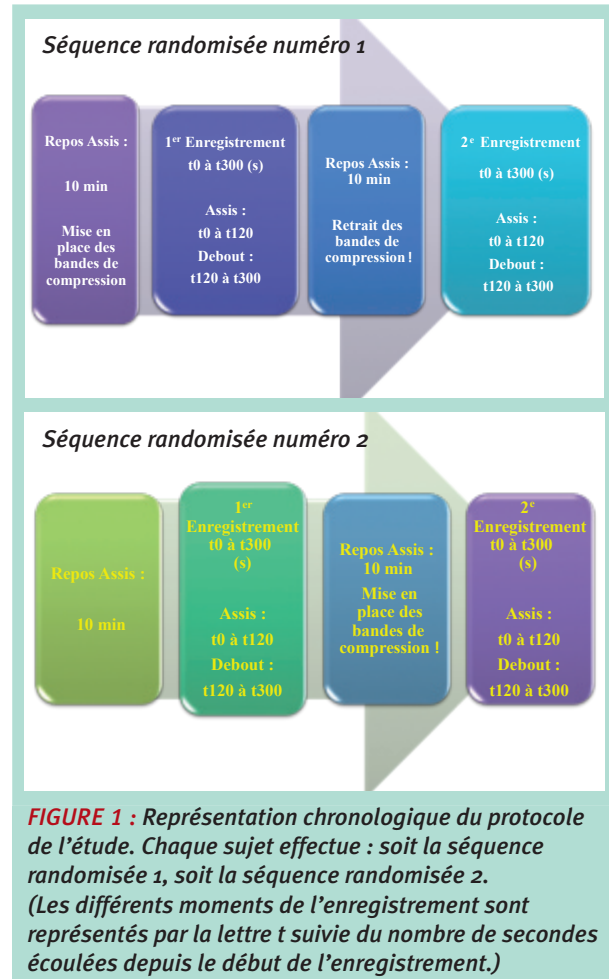 Séquence randomisée numéro 1
Repos Assis :
10 min
Mise en
place des
bandes de
compression
1er Enregistrement
t0 à t300 (s)
Assis :
t0 à t120
Debout :
t120 à t300
Repos Assis :
10 min
Retrait des
bandes de
compression !
2e Enregistrement
t0 à t300 (s)
Assis :
t0 à t120
Debout :
t120 à t300
Séquence randomisée numéro 2
Repos Assis :
10 min
1er
Enregistrement
t0 à t300
(s)
Assis :
t0 à t120
Debout :
t120 à t300
Repos Assis :
10 min
Mise en
place des
bandes de
compression !
2e
Enregistrement
t0 à t300
(s)
Assis :
t0 à t120
Debout :
t120 à t300
FIGURE 1 : Représentation chronologique du protocole
de l'étude. Chaque sujet effectue : soit la séquence
randomisée 1, soit la séquence randomisée 2.
(Les différents moments de l'enregistrement sont
représentés par la lettre t suivie du nombre de secondes
écoulées depuis le début de l'enregistrement.)